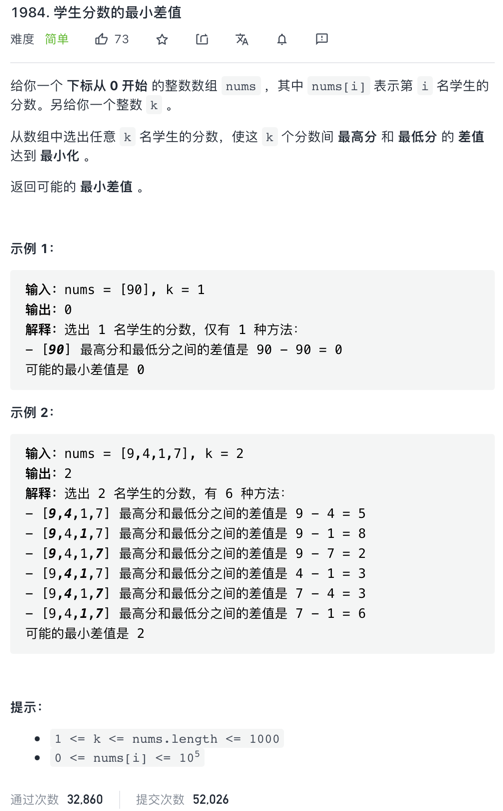 1984. 学生分数的最小差值
难度 简单 73
给你一个 下标从 0 开始 的整数数组 nums ，其中 nums[i] 表示第 i 名学生的
分数。另给你一个整数 k 。
从数组中选出任意 k 名学生的分数，使这 k 个分数间 最高分 和 最低分 的 差值
达到 最小化 。
返回可能的 最小差值 。
示例 1：
输入：nums = [90], k = 1
输出：0
解释：选出 1 名学生的分数，仅有 1 种方法：
- [90] 最高分和最低分之间的差值是 90 - 90 = 0
可能的最小差值是 0
示例 2：
输入：nums = [9,4,1,7], k = 2
输出：2
解释：选出 2 名学生的分数，有 6 种方法：
- [9,4,1,7] 最高分和最低分之间的差值是 9 - 4 = 5
- [9,4,1,7] 最高分和最低分之间的差值是 9 - 1 = 8
- [9,4,1,7] 最高分和最低分之间的差值是 9 - 7 = 2
- [9,4,1,7] 最高分和最低分之间的差值是 4 - 1 = 3
- [9,4,1,7] 最高分和最低分之间的差值是 7 - 4 = 3
- [9,4,1,7] 最高分和最低分之间的差值是 7 - 1 = 6
可能的最小差值是 2
提示：
• 1 <= k <= nums.length <= 1000
• 0 <= nums[i] <= 10⁵
通过次数 32,860 提交次数 52,026